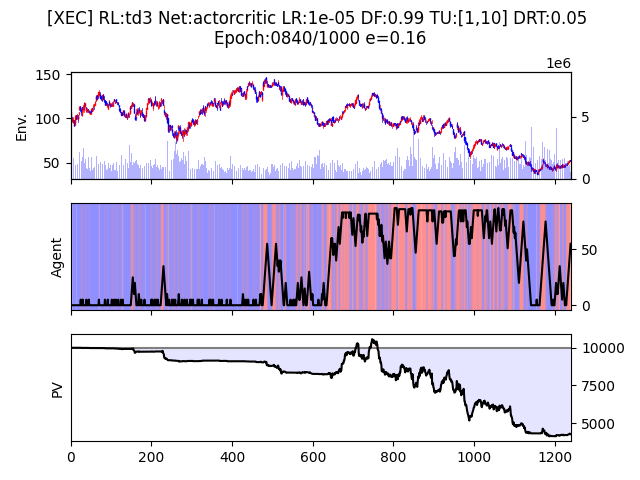 [XEC] RL:td3 Net:actorcritic LR:1e-05 DF:0.99 TU:[1,10] DRT:0.05
Epoch:0840/1000 e=0.16
1e6
150
100
50
Env.
5
0
Agent
50
0
PV
10000
7500
5000
0 200 400 600 800 1000 1200